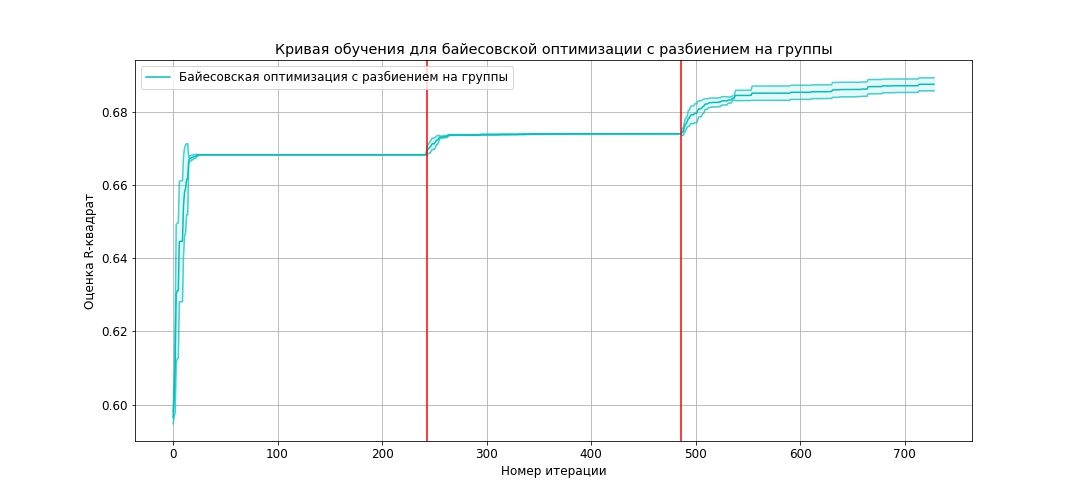 Кривая обучения для байесовской оптимизации с разбиением на группы
Байесовская оптимизация с разбиением на группы
0.68
0.66
0.64
0.62
0.60
Оценка R-квадрат
0 100 200 300 400 500 600 700
Номер итерации